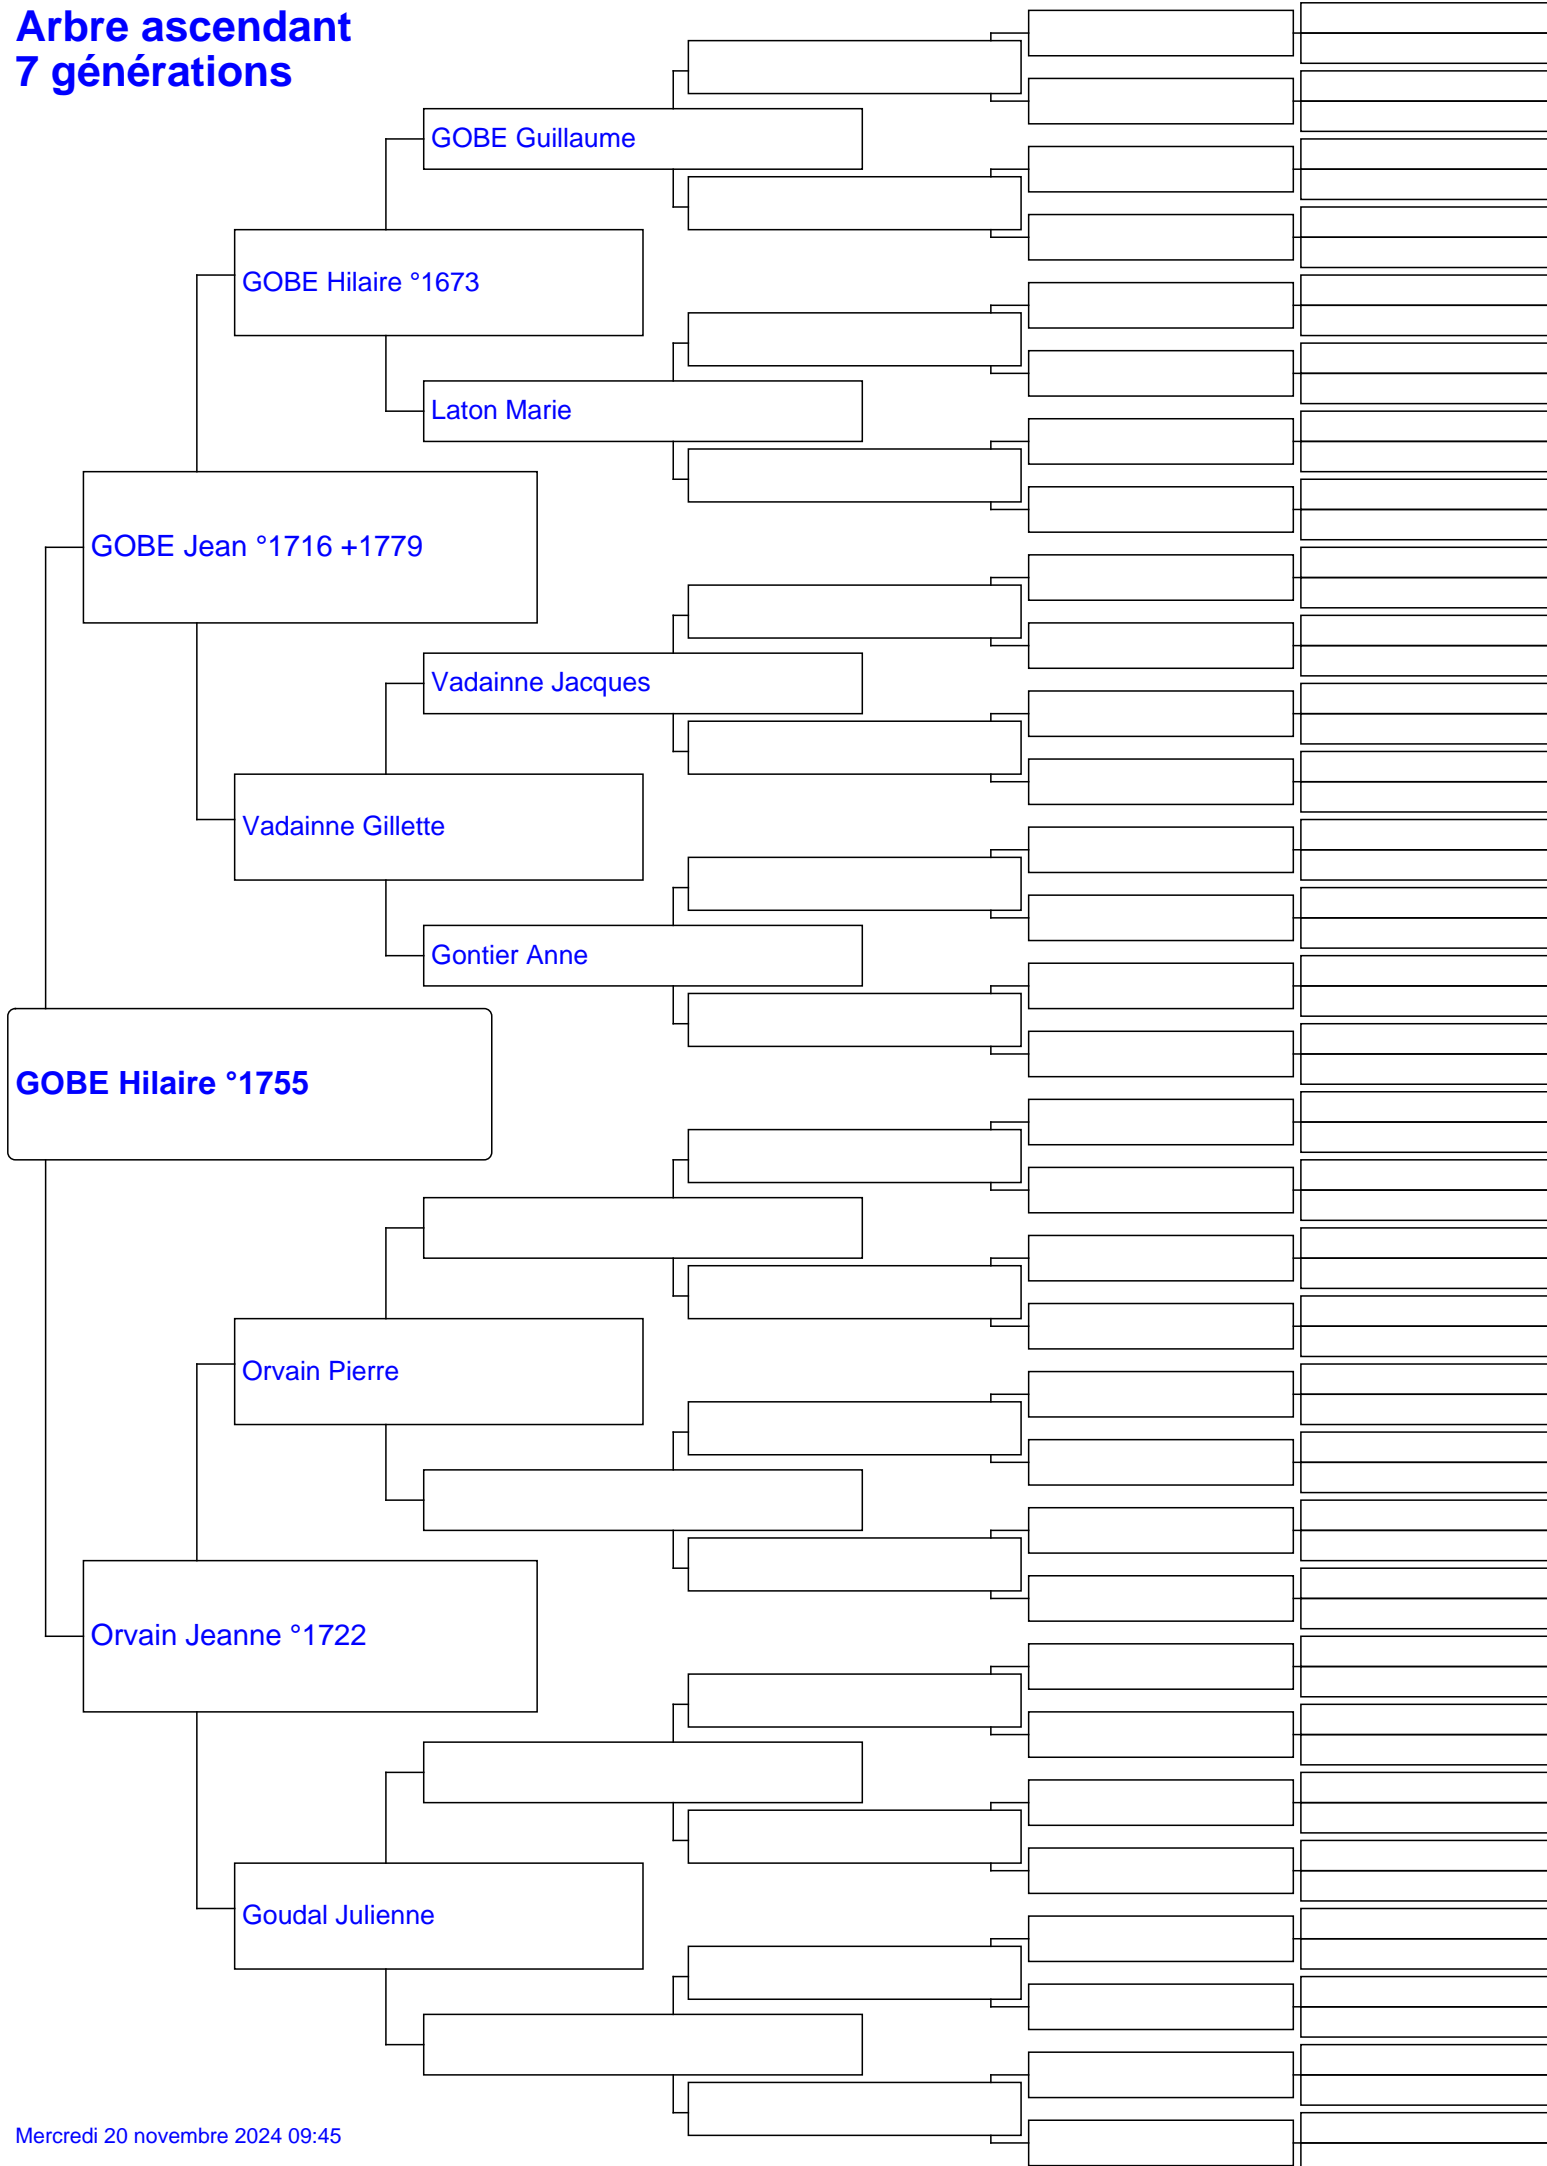 Arbre ascendant
7 générations
GOBE Guillaume
GOBE Hilaire °1673
Laton Marie
GOBE Jean °1716 +1779
Vadainne Jacques
Vadainne Gillette
Gontier Anne
GOBE Hilaire °1755
Orvain Pierre
Orvain Jeanne °1722
Goudal Julienne
Mercredi 20 novembre 2024 09:45